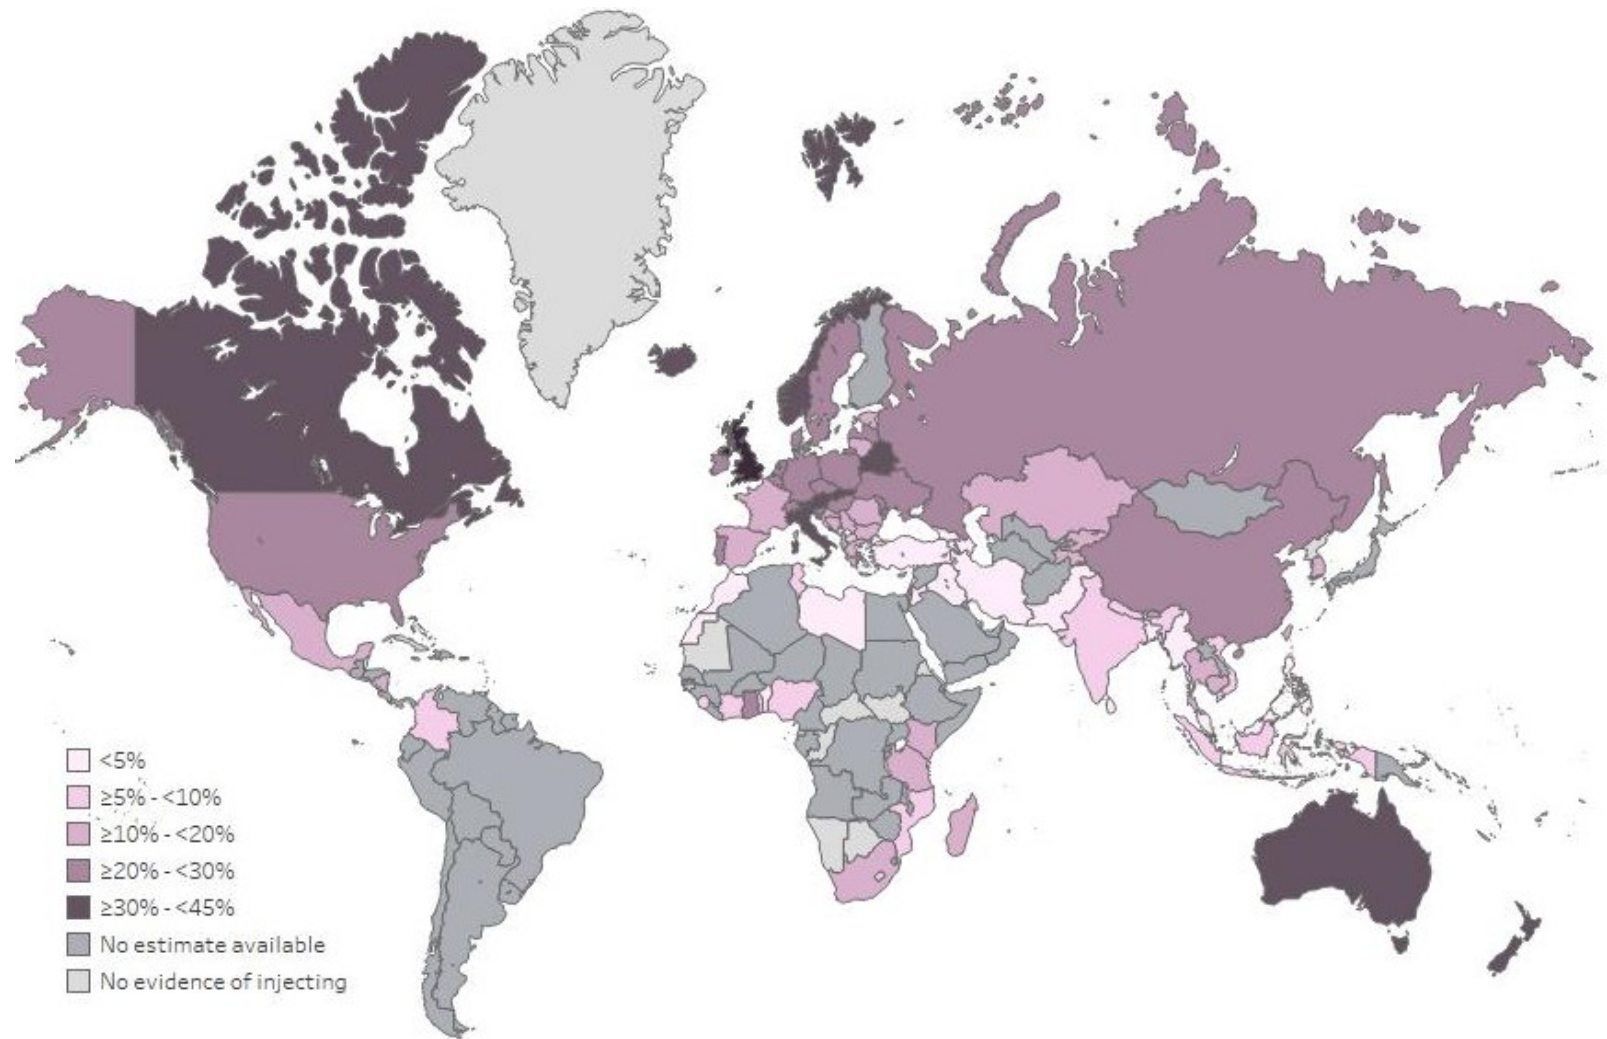 <5%
≥5% - <10%
≥10% - <20%
≥20% - <30%
≥30% - <45%
No estimate available
No evidence of injecting